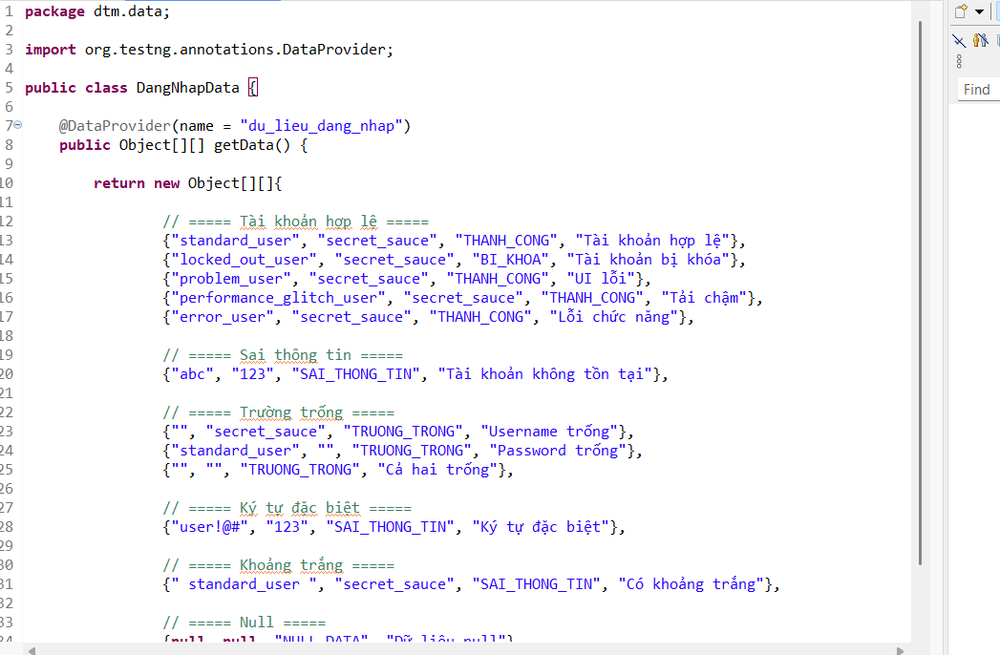 1 package dtm.data;
2
3 import org.testng.annotations.DataProvider;
4
5 public class DangNhapData {
6
7 @DataProvider(name = "du_lieu_dang_nhap")
8 public Object[][] getData() {
9
10 return new Object[][]{
11
12 // ===== Tài khoản hợp lệ =====
13 {"standard_user", "secret_sauce", "THANH_CONG", "Tài khoản hợp lệ"},
14 {"locked_out_user", "secret_sauce", "BI_KHOA", "Tài khoản bị khóa"},
15 {"problem_user", "secret_sauce", "THANH_CONG", "UI lỗi"},
16 {"performance_glitch_user", "secret_sauce", "THANH_CONG", "Tải chậm"},
17 {"error_user", "secret_sauce", "THANH_CONG", "Lỗi chức năng"},
18
19 // ===== Sai thông tin =====
20 {"abc", "123", "SAI_THONG_TIN", "Tài khoản không tồn tại"},
21
22 // ===== Trường trống =====
23 {"", "secret_sauce", "TRUONG_TRONG", "Username trống"},
24 {"standard_user", "", "TRUONG_TRONG", "Password trống"},
25 {"", "", "TRUONG_TRONG", "Cả hai trống"},
26
27 // ===== Ký tự đặc biệt =====
28 {"user!@#", "123", "SAI_THONG_TIN", "Ký tự đặc biệt"},
29
30 // ===== Khoảng trắng =====
31 {" standard_user ", "secret_sauce", "SAI_THONG_TIN", "Có khoảng trắng"},
32
33 // ===== Null =====
34 {null, null, "NULL_DATA", "Dữ liệu null"}
Find